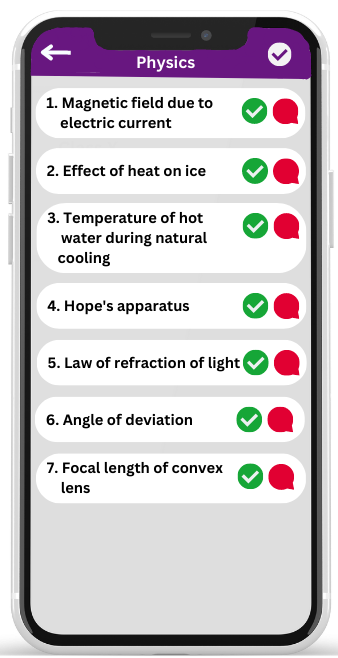 Physics
1. Magnetic field due to
electric current
2. Effect of heat on ice
3. Temperature of hot
water during natural
cooling
4. Hope's apparatus
5. Law of refraction of light
6. Angle of deviation
7. Focal length of convex
lens